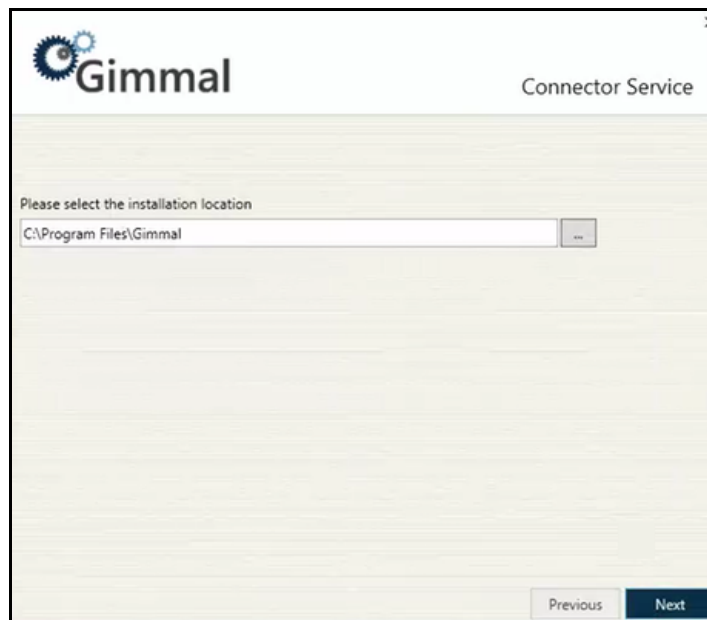 Gimmal
Connector Service
Please select the installation location
C:\Program Files\Gimmal
...
Previous
Next